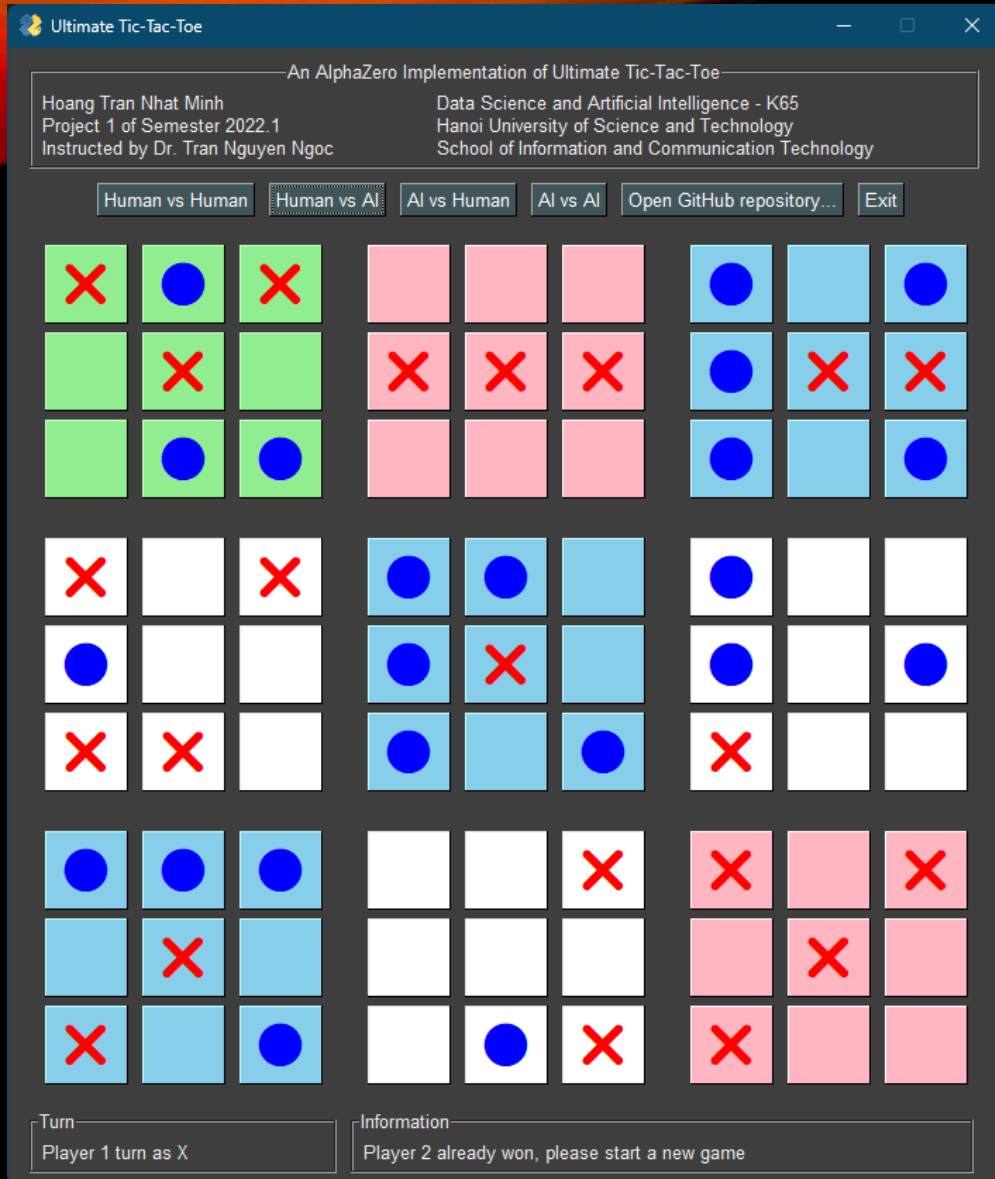 Ultimate Tic-Tac-Toe
An AlphaZero Implementation of Ultimate Tic-Tac-Toe
Hoang Tran Nhat Minh
Data Science and Artificial Intelligence - K65
Project 1 of Semester 2022.1
Hanoi University of Science and Technology
Instructed by Dr. Tran Nguyen Ngoc
School of Information and Communication Technology
Human vs Human
Human vs AI
AI vs Human
AI vs AI
Open GitHub repository...
Exit
Turn
Player 1 turn as X
Information
Player 2 already won, please start a new game